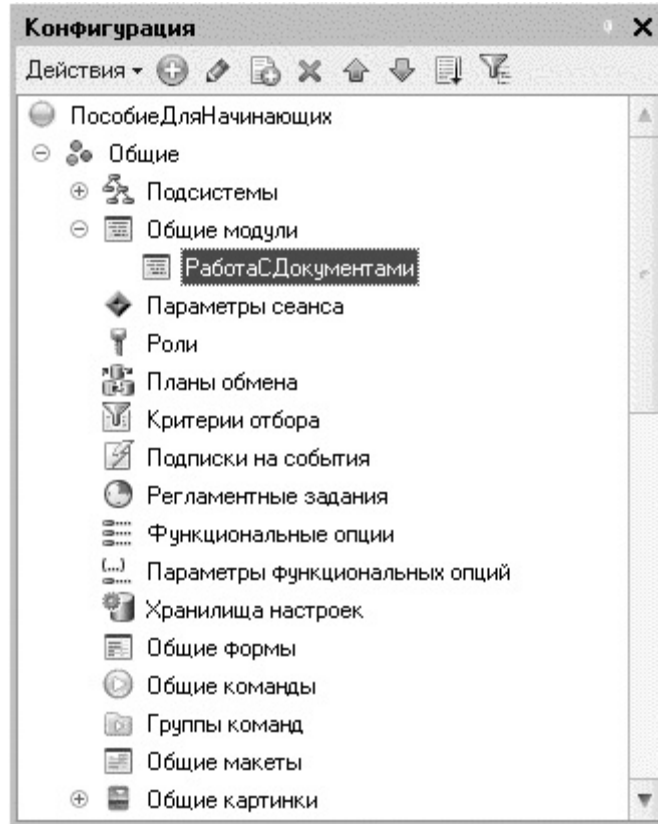 Конфигурация
Действия
ПособиеДляНачинающих
Общие
Подсистемы
Общие модули
РаботаСДокументами
Параметры сеанса
Роли
Планы обмена
Критерии отбора
Подписки на события
Регламентные задания
Функциональные опции
Параметры функциональных опций
Хранилища настроек
Общие формы
Общие команды
Группы команд
Общие макеты
Общие картинки